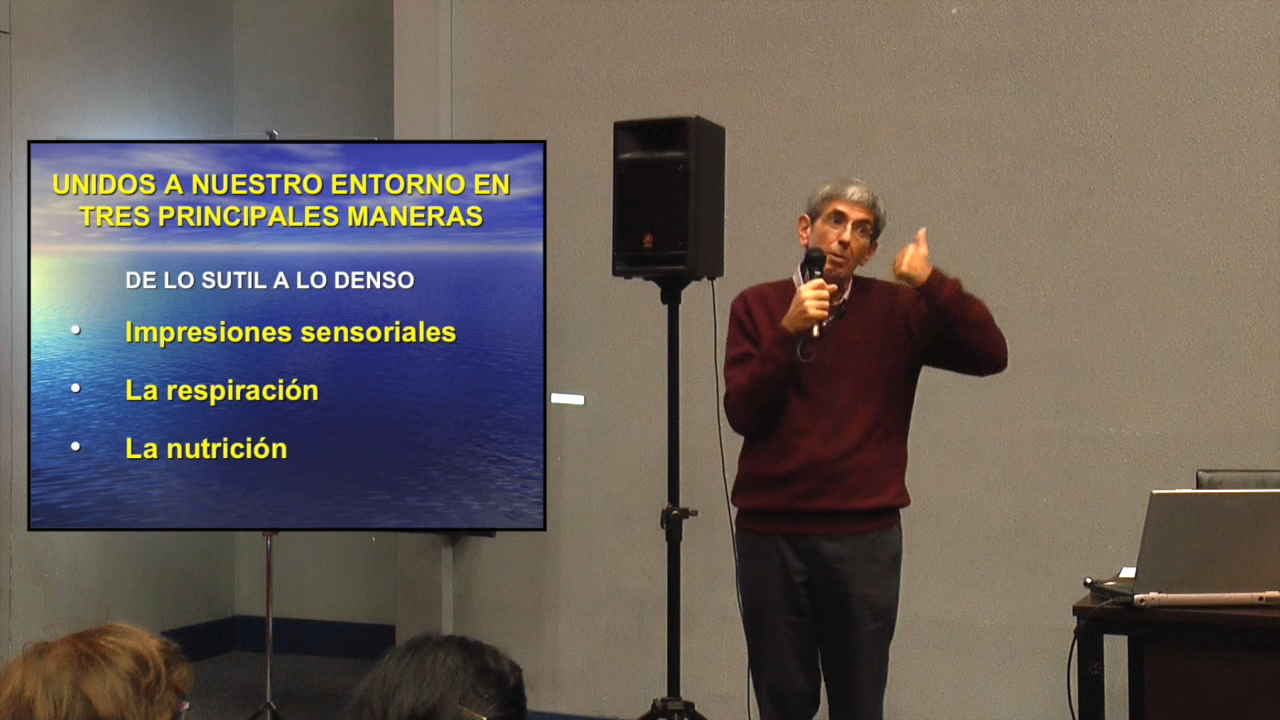 UNIDOS A NUESTRO ENTORNO EN
TRES PRINCIPALES MANERAS
DE LO SUTIL A LO DENSO
• Impresiones sensoriales
• La respiración
• La nutrición